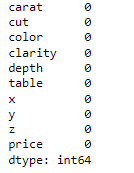 carat 0
cut 0
color 0
clarity 0
depth 0
table 0
x 0
y 0
z 0
price 0
dtype: int64